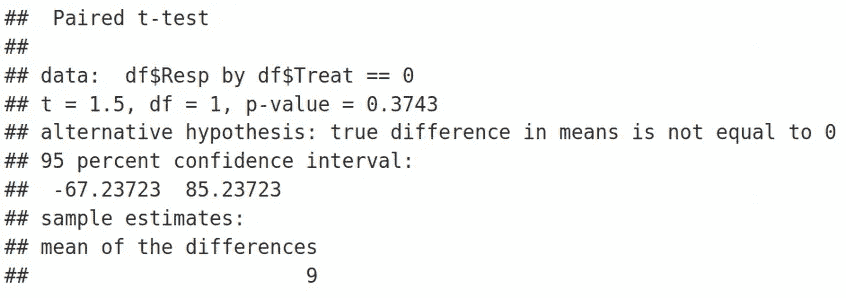 ##  Paired t-test
##
## data:  df$Resp by df$Treat == 0
## t = 1.5, df = 1, p-value = 0.3743
## alternative hypothesis: true difference in means is not equal to 0
## 95 percent confidence interval:
##  -67.23723  85.23723
## sample estimates:
## mean of the differences
##                       9